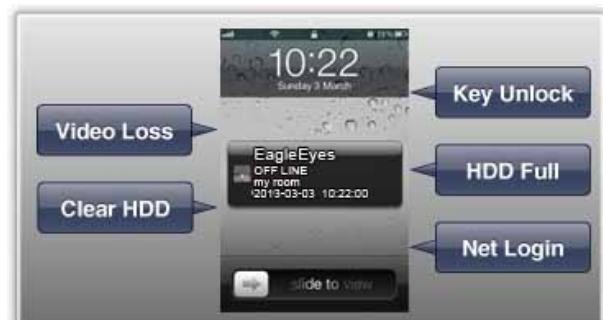 10:22
Sunday 3 March
Key Unlock
Video Loss
EagleEyes
OFF LINE
my room
2013-03-03 10:22:00
HDD Full
Clear HDD
Net Login
slide to view